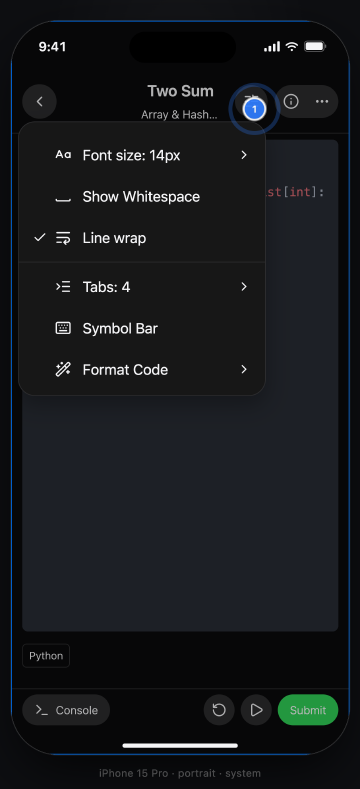 9:41
Two Sum
Array & Hash...
1
Aa Font size: 14px
Show Whitespace
st[int]:
Line wrap
Tabs: 4
Symbol Bar
Format Code
Python
>_ Console
Submit
iPhone 15 Pro · portrait · system